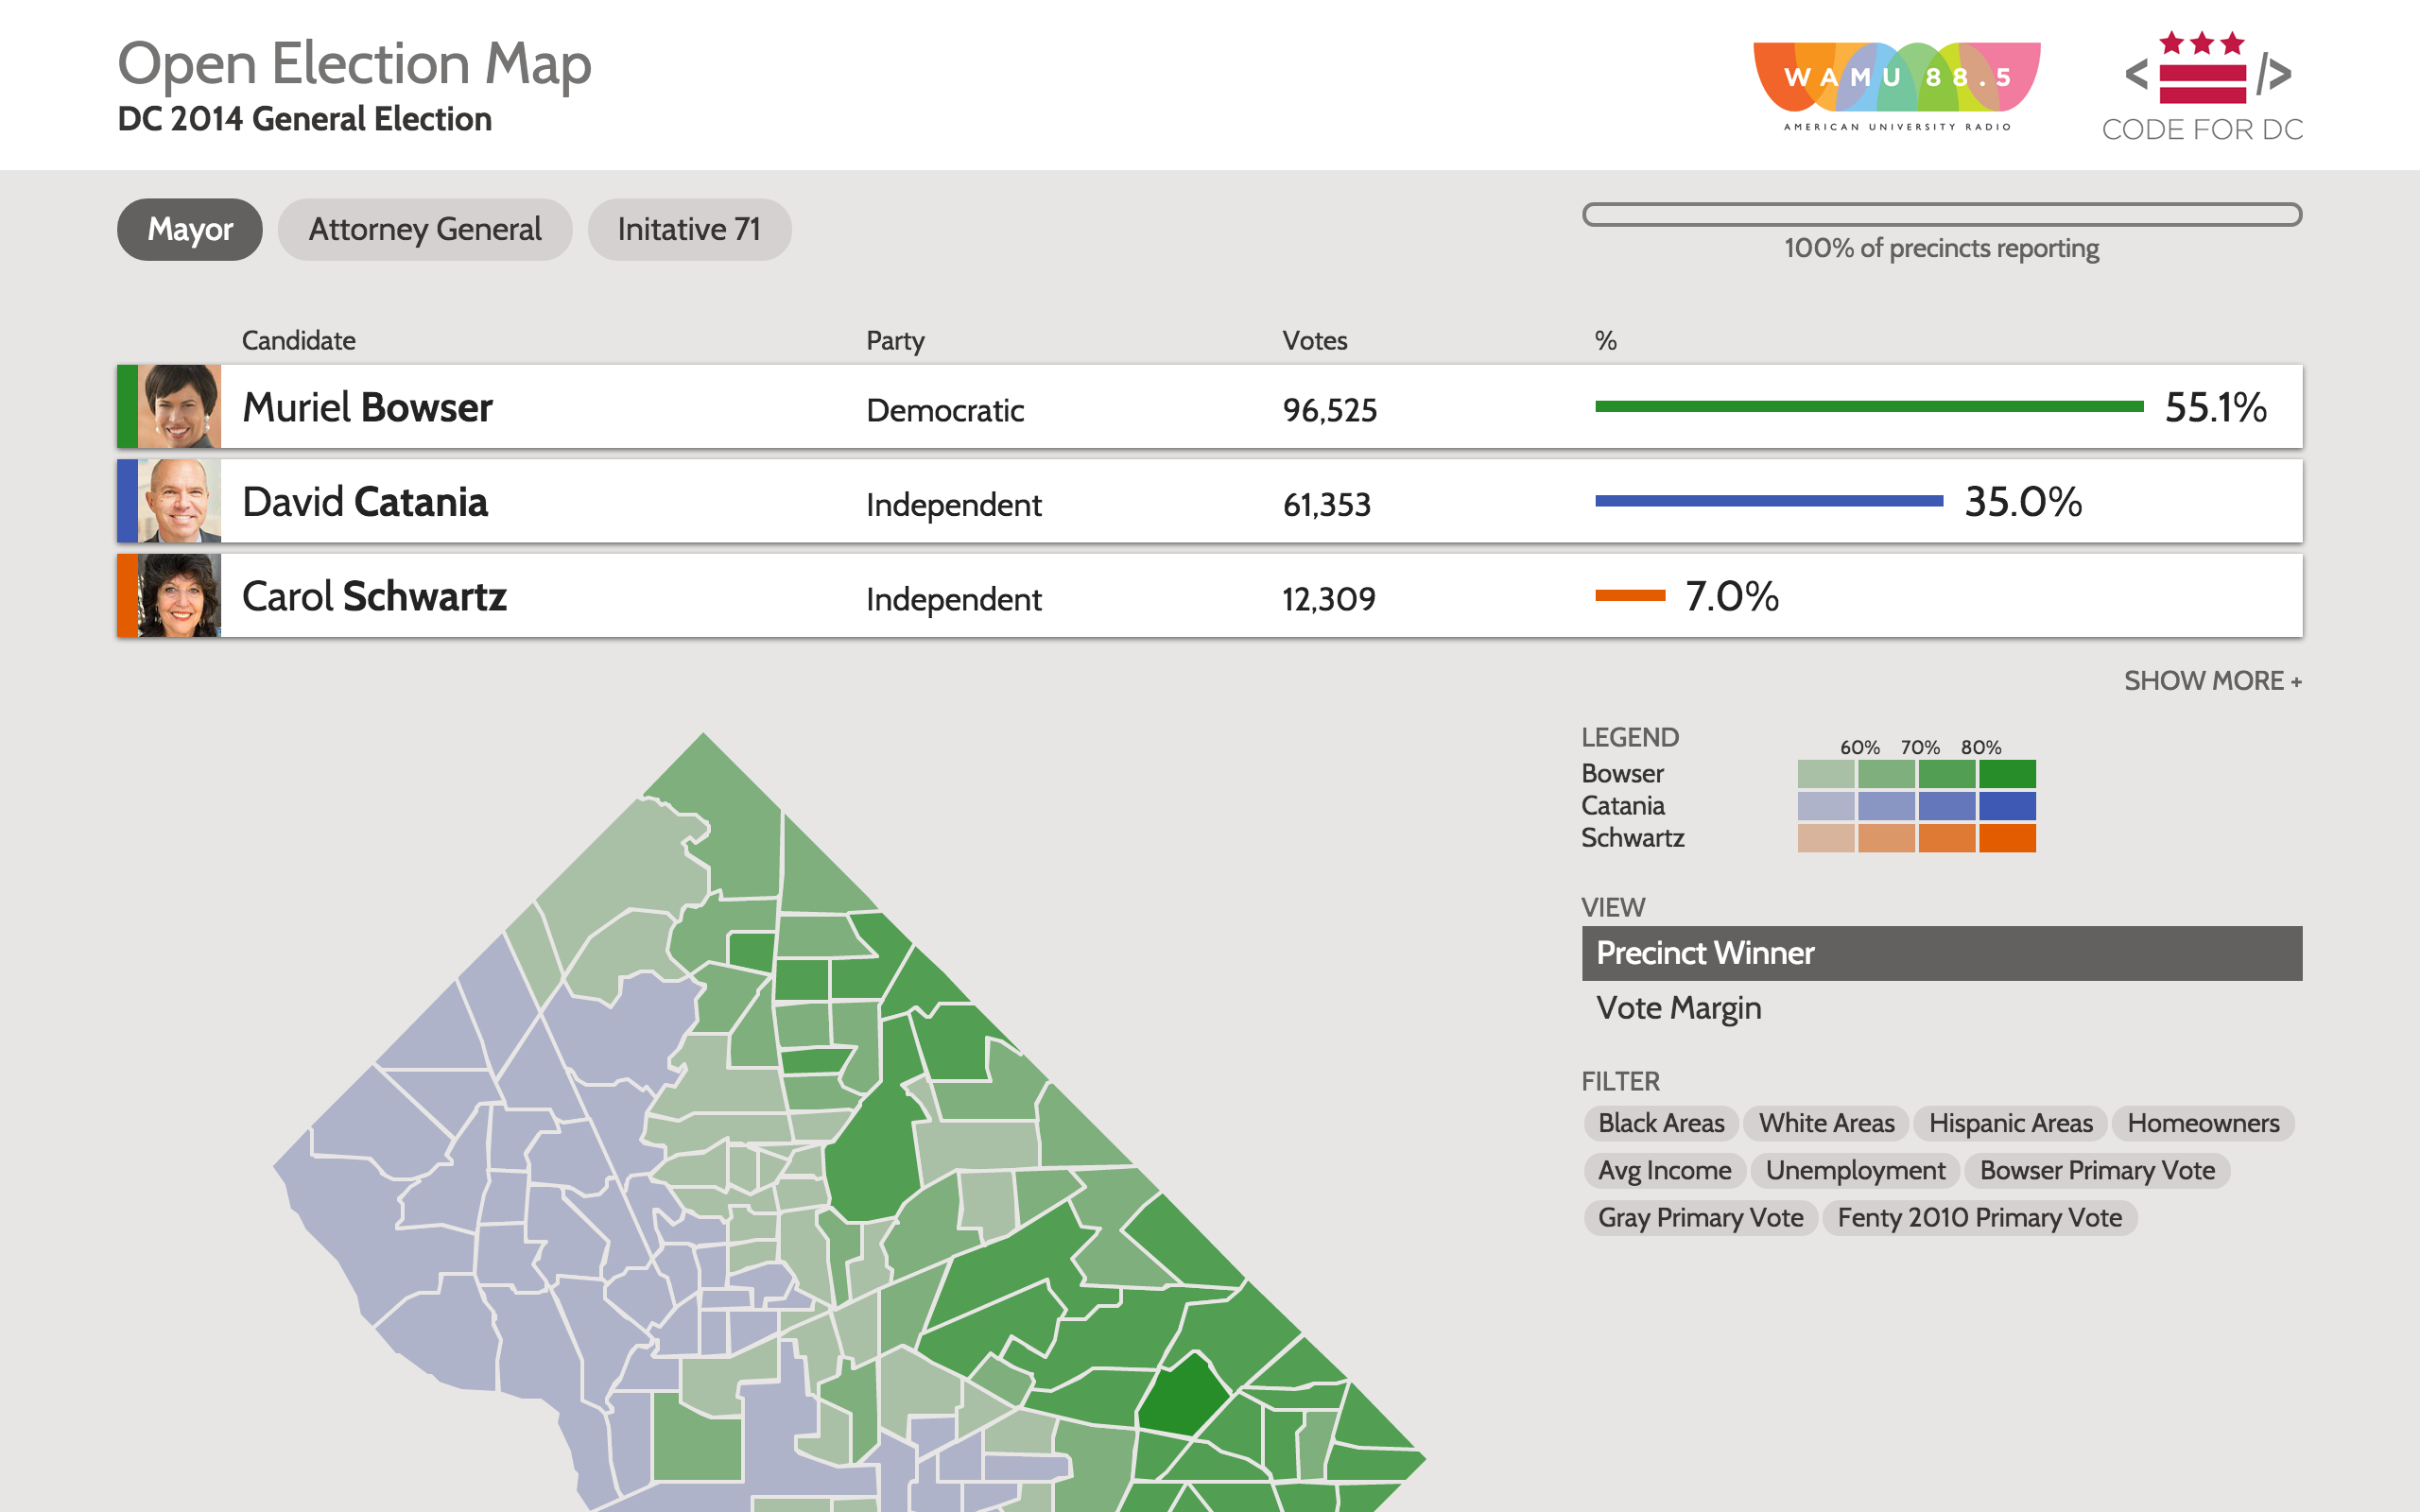 Open Election Map
DC 2014 General Election
WAMU 88.5
AMERICAN UNIVERSITY RADIO
< />
CODE FOR DC
Mayor Attorney General Initative 71
100% of precincts reporting
Candidate Party Votes %
Muriel Bowser Democratic 96,525 55.1%
David Catania Independent 61,353 35.0%
Carol Schwartz Independent 12,309 7.0%
SHOW MORE +
LEGEND
60% 70% 80%
Bowser
Catania
Schwartz
VIEW
Precinct Winner
Vote Margin
FILTER
Black Areas White Areas Hispanic Areas Homeowners
Avg Income Unemployment Bowser Primary Vote
Gray Primary Vote Fenty 2010 Primary Vote